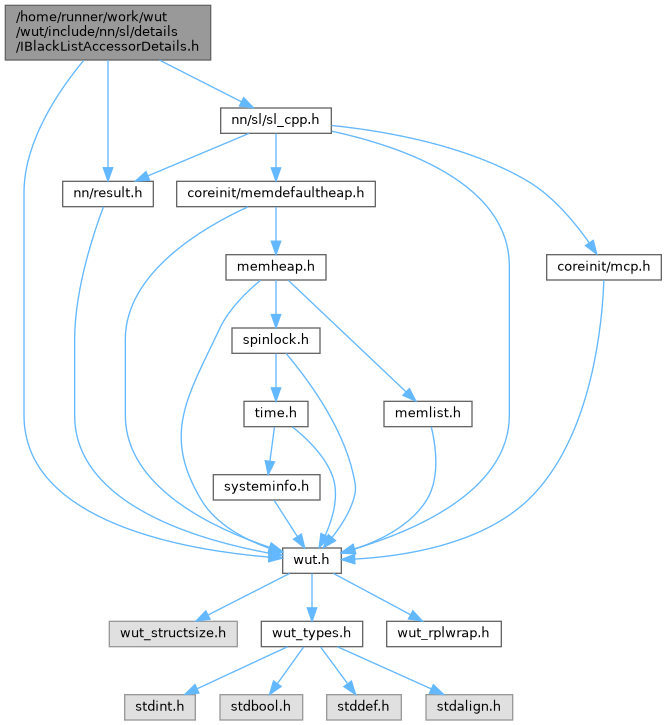 /home/runner/work/wut
/wut/include/nn/sl/details
/IBlackListAccessorDetails.h
nn/sl/sl_cpp.h
nn/result.h
coreinit/memdefaultheap.h
memheap.h
coreinit/mcp.h
spinlock.h
time.h
memlist.h
systeminfo.h
wut.h
wut_structsize.h
wut_types.h
wut_rplwrap.h
stdint.h
stdbool.h
stddef.h
stdalign.h